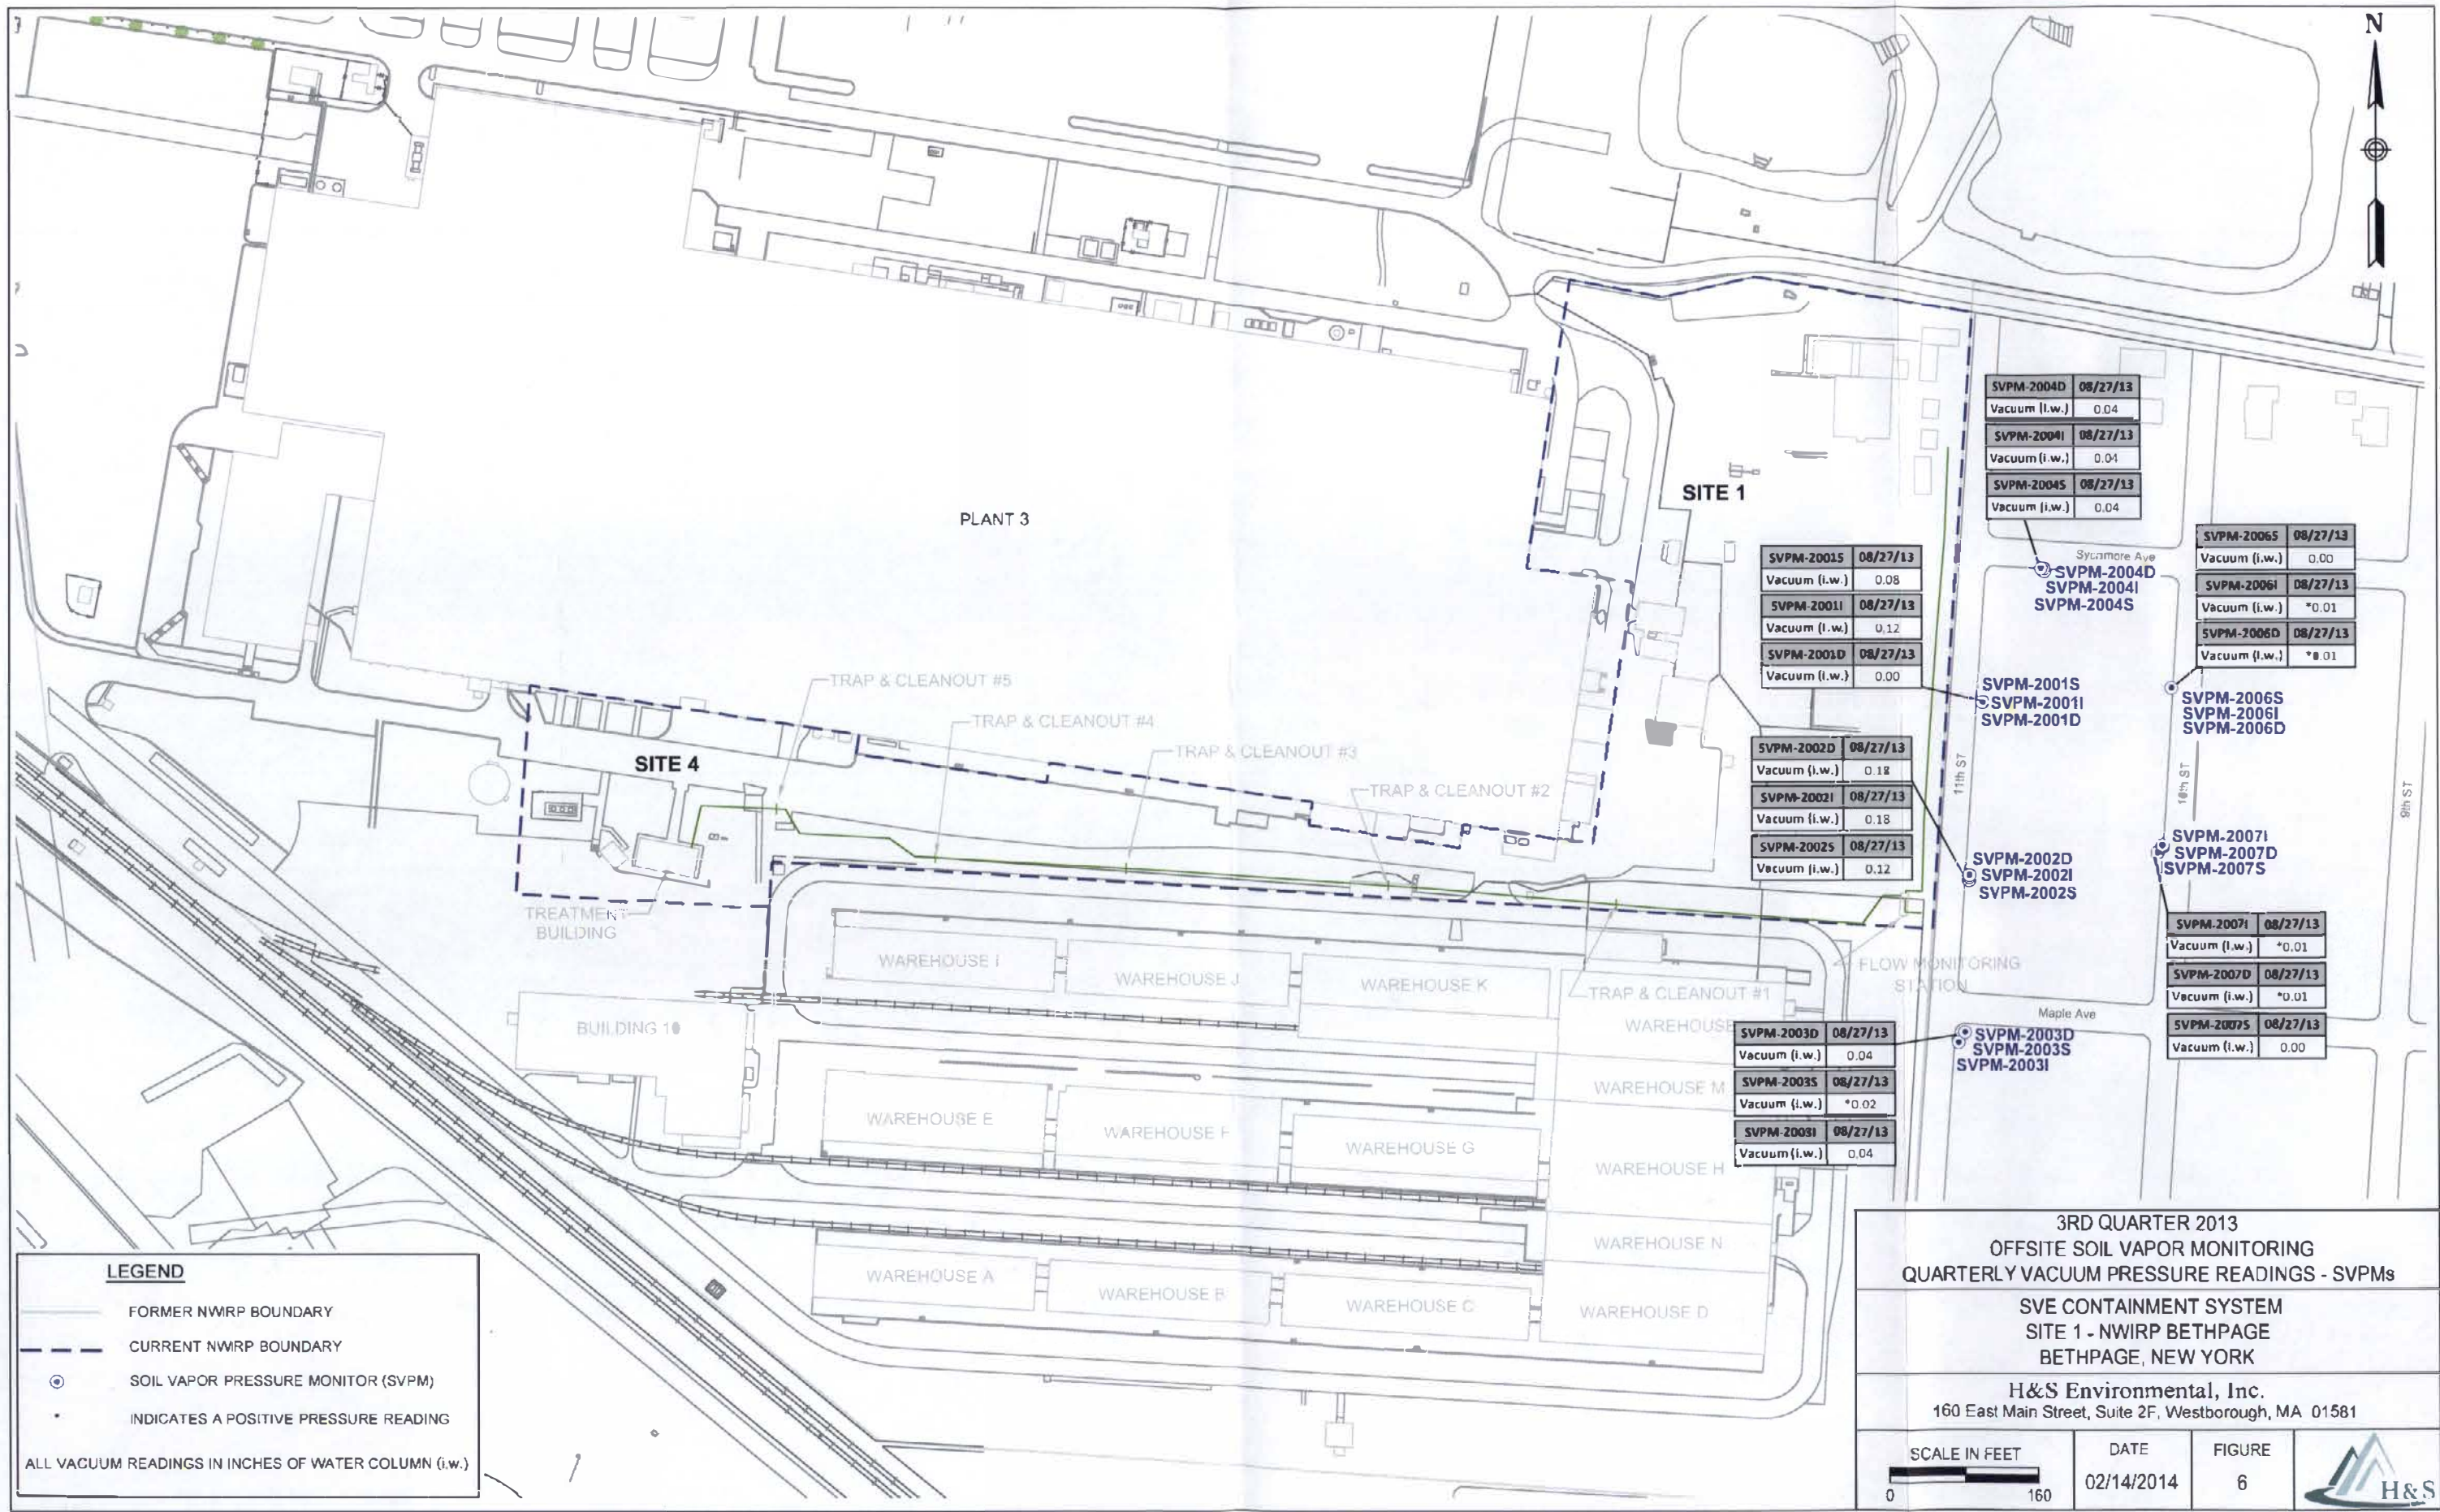 N
PLANT 3
SITE 1
SITE 4
SVPM-2004D 08/27/13
Vacuum (i.w.) 0.04
SVPM-2004I 08/27/13
Vacuum (i.w.) 0.04
SVPM-2004S 08/27/13
Vacuum (i.w.) 0.04
Sycamore Ave
SVPM-2004D
SVPM-2004I
SVPM-2004S
SVPM-2006S 08/27/13
Vacuum (i.w.) 0.00
SVPM-2006I 08/27/13
Vacuum (i.w.) *0.01
SVPM-2006D 08/27/13
Vacuum (i.w.) *0.01
SVPM-2001S 08/27/13
Vacuum (i.w.) 0.08
SVPM-2001I 08/27/13
Vacuum (i.w.) 0.12
SVPM-2001D 08/27/13
Vacuum (i.w.) 0.00
SVPM-2001S
SVPM-2001I
SVPM-2001D
SVPM-2006S
SVPM-2006I
SVPM-2006D
TRAP & CLEANOUT #5
TRAP & CLEANOUT #4
TRAP & CLEANOUT #3
TRAP & CLEANOUT #2
SVPM-2002D 08/27/13
Vacuum (i.w.) 0.18
SVPM-2002I 08/27/13
Vacuum (i.w.) 0.18
SVPM-2002S 08/27/13
Vacuum (i.w.) 0.12
11th ST
10th ST
9th ST
SVPM-2002D
SVPM-2002I
SVPM-2002S
SVPM-2007I
SVPM-2007D
SVPM-2007S
SVPM-2007I 08/27/13
Vacuum (i.w.) *0.01
SVPM-2007D 08/27/13
Vacuum (i.w.) *0.01
SVPM-2007S 08/27/13
Vacuum (i.w.) 0.00
TREATMENT
BUILDING
WAREHOUSE I
WAREHOUSE J
WAREHOUSE K
TRAP & CLEANOUT #1
FLOW MONITORING
STATION
Maple Ave
BUILDING 10
WAREHOUSE
SVPM-2003D 08/27/13
Vacuum (i.w.) 0.04
SVPM-2003S 08/27/13
Vacuum (i.w.) *0.02
SVPM-2003I 08/27/13
Vacuum (i.w.) 0.04
SVPM-2003D
SVPM-2003S
SVPM-2003I
WAREHOUSE M
WAREHOUSE E
WAREHOUSE F
WAREHOUSE G
WAREHOUSE H
WAREHOUSE N
WAREHOUSE A
WAREHOUSE B
WAREHOUSE C
WAREHOUSE D
LEGEND
FORMER NWIRP BOUNDARY
CURRENT NWIRP BOUNDARY
SOIL VAPOR PRESSURE MONITOR (SVPM)
* INDICATES A POSITIVE PRESSURE READING
ALL VACUUM READINGS IN INCHES OF WATER COLUMN (i.w.)
3RD QUARTER 2013
OFFSITE SOIL VAPOR MONITORING
QUARTERLY VACUUM PRESSURE READINGS - SVPMs
SVE CONTAINMENT SYSTEM
SITE 1 - NWIRP BETHPAGE
BETHPAGE, NEW YORK
H&S Environmental, Inc.
160 East Main Street, Suite 2F, Westborough, MA 01581
SCALE IN FEET
0 160
DATE
02/14/2014
FIGURE
6
H&S